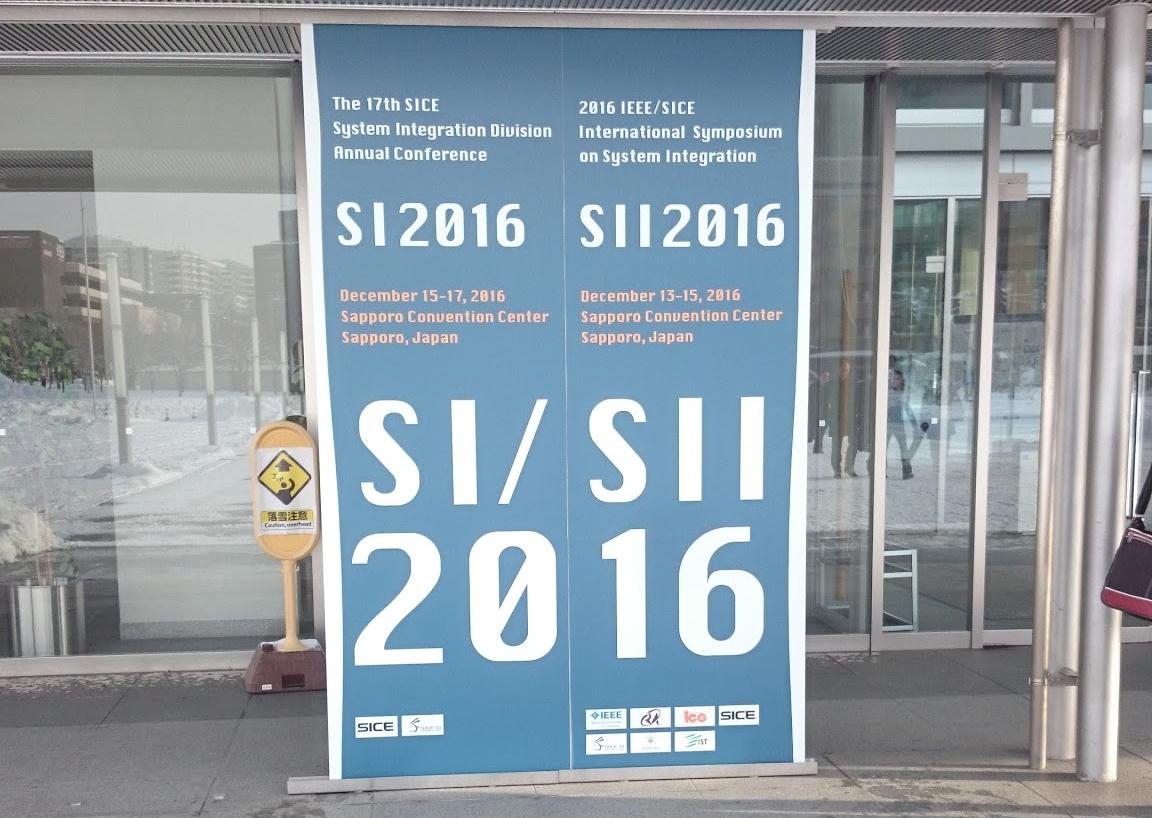 The 17th SICE
System Integration Division
Annual Conference
SI2016
December 15-17, 2016
Sapporo Convention Center
Sapporo, Japan
2016 IEEE/SICE
International Symposium
on System Integration
SII2016
December 13-15, 2016
Sapporo Convention Center
Sapporo, Japan
SI/SII
2016
SICE
IEEE
SICE
IST
落雪注意
Caution, overhead